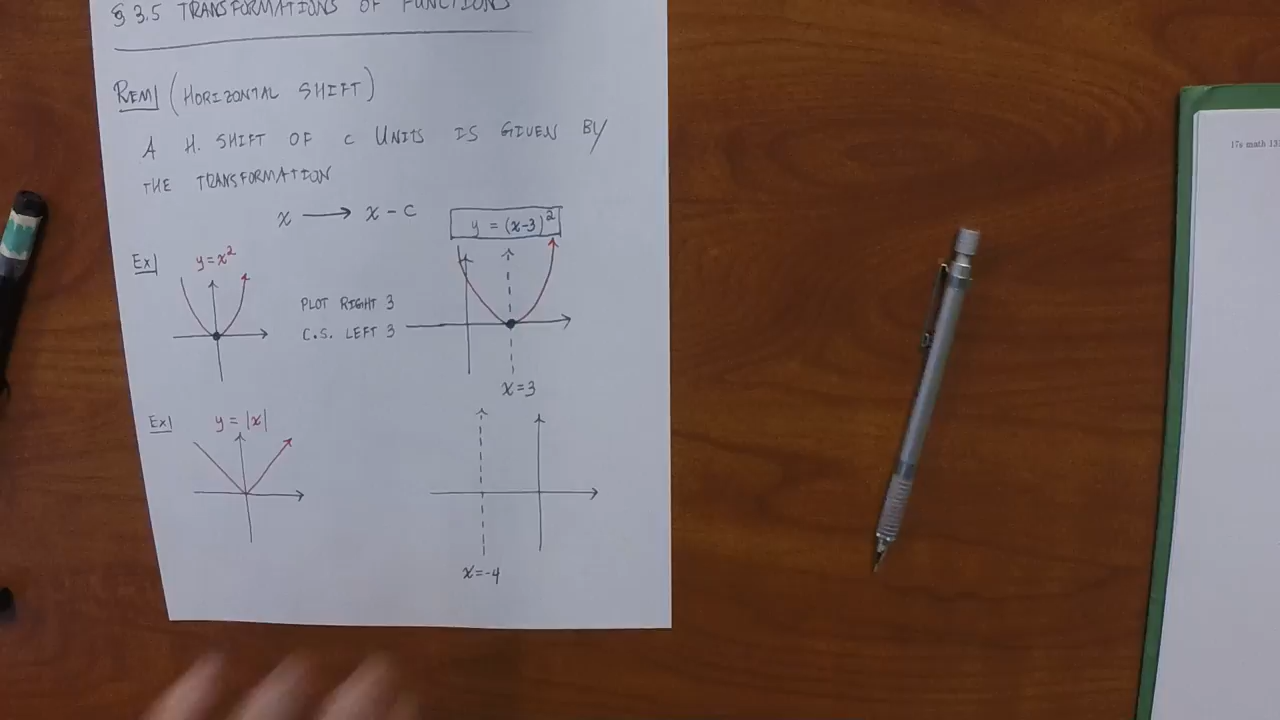 § 3.5 TRANSFORMATIONS OF FUNCTIONS
REM (HORIZONTAL SHIFT)
A H. SHIFT OF C UNITS IS GIVEN BY
THE TRANSFORMATION
x → x - c
y = (x-3)²
Ex y=x²
PLOT RIGHT 3
C.S. LEFT 3
x=3
Ex y = |x|
x=-4
17s math 13